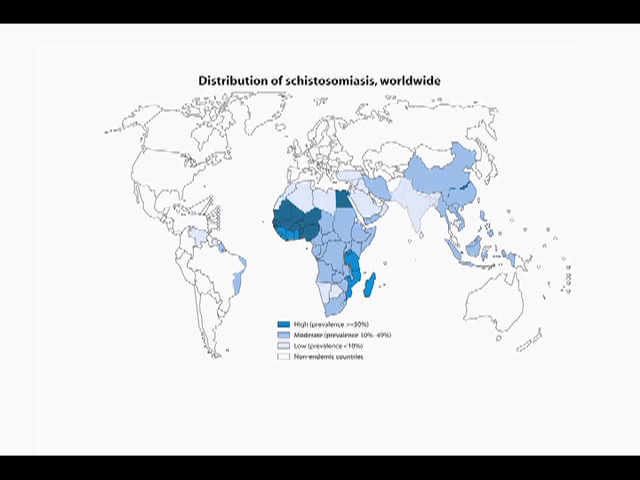 Distribution of schistosomiasis, worldwide
High (prevalence >=50%)
Moderate (prevalence 10%-49%)
Low (prevalence <10%)
Non-endemic countries